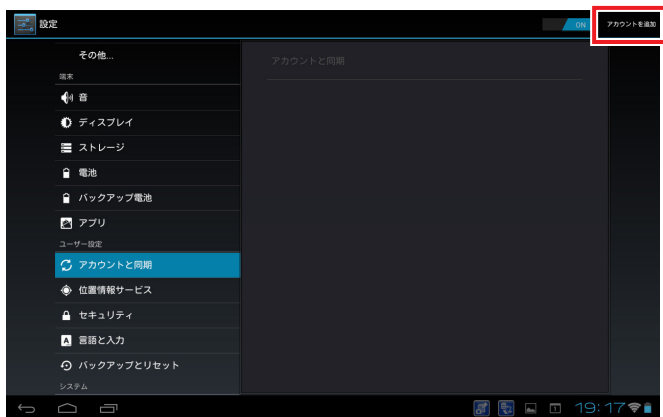 設定
ON
アカウントを追加
その他...
アカウントと同期
端末
音
ディスプレイ
ストレージ
電池
バックアップ電池
アプリ
ユーザー設定
アカウントと同期
位置情報サービス
セキュリティ
A 言語と入力
バックアップとリセット
システム
1
19:17